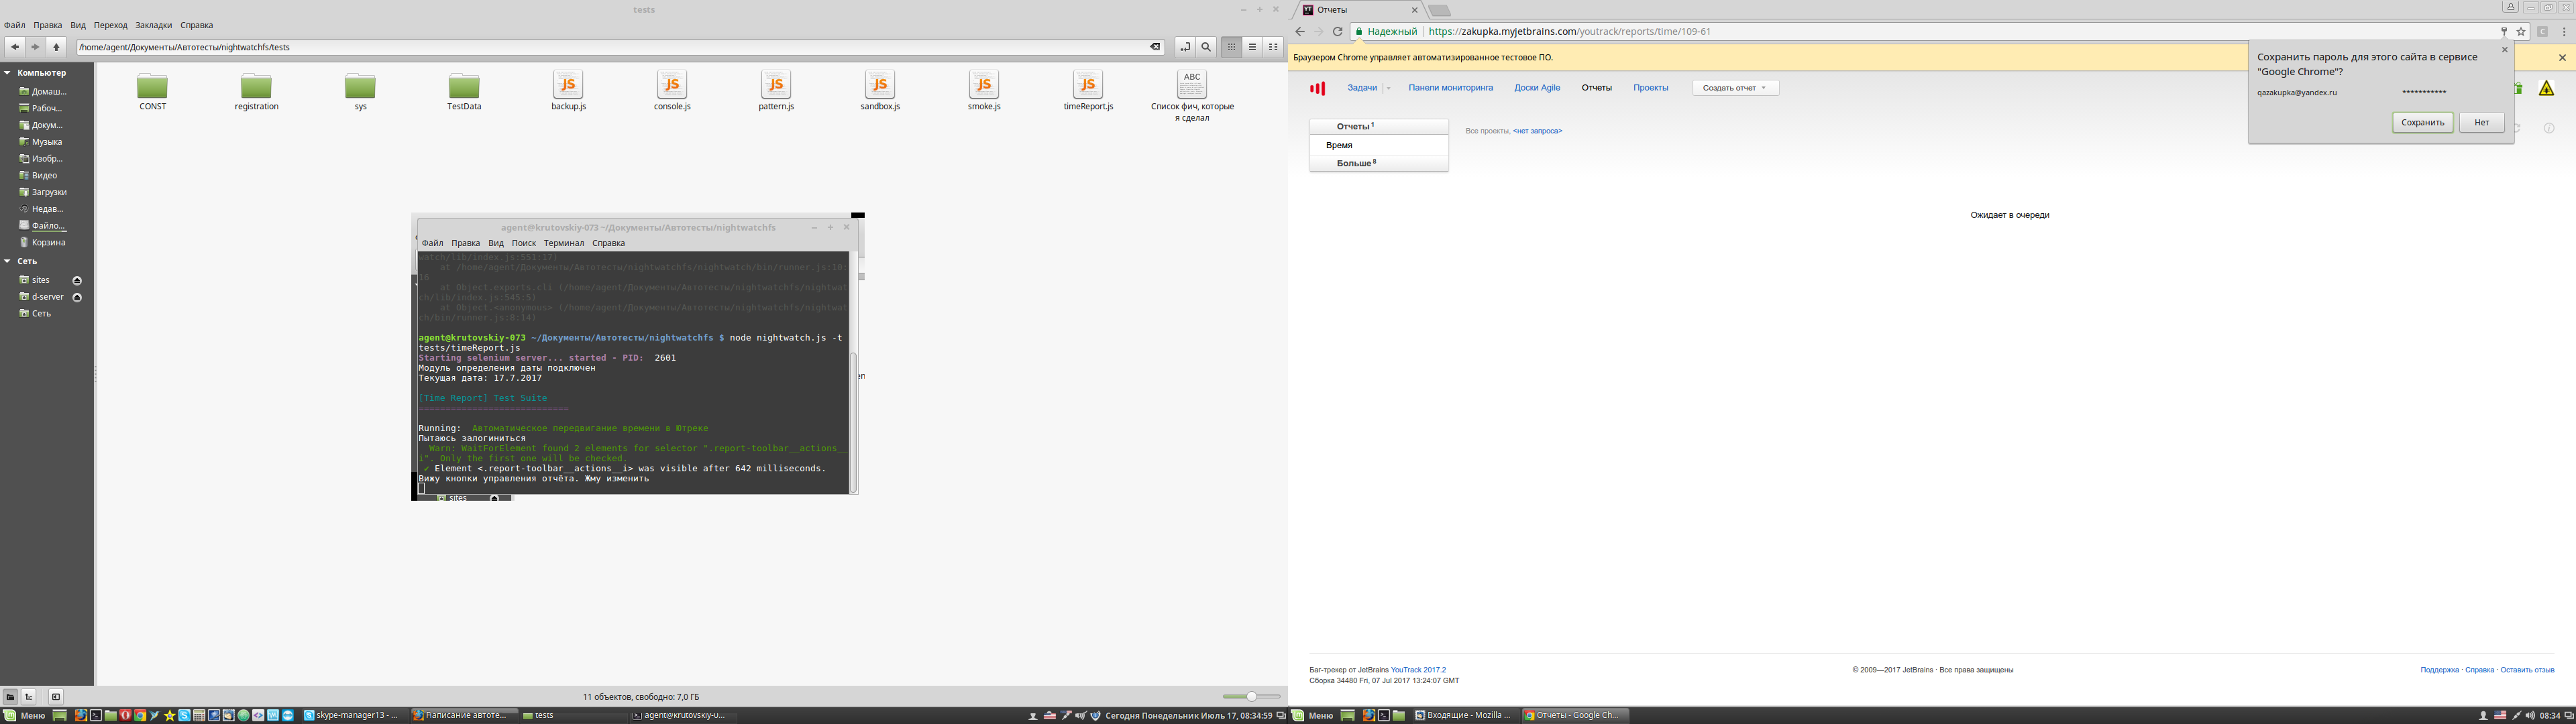 tests
Файл Правка Вид Переход Закладки Справка
/home/agent/Документы/Автотесты/nightwatchfs/tests
Компьютер
Домаш...
Рабоч...
Докум...
Музыка
Изобр...
Видео
Загрузки
Недав...
Файло...
Корзина
Сеть
sites
d-server
Сеть
CONST registration sys TestData backup.js console.js pattern.js sandbox.js smoke.js timeReport.js Список фич, которые
я сделал
agent@krutovskiy-073 ~/Документы/Автотесты/nightwatchfs
Файл Правка Вид Поиск Терминал Справка
watch/lib/index.js:551:17)
at /home/agent/Документы/Автотесты/nightwatchfs/nightwatch/bin/runner.js:10:
16
at Object.exports.cli (/home/agent/Документы/Автотесты/nightwatchfs/nightwat
ch/lib/index.js:545:5)
at Object.<anonymous> (/home/agent/Документы/Автотесты/nightwatchfs/nightwat
ch/bin/runner.js:8:14)
agent@krutovskiy-073 ~/Документы/Автотесты/nightwatchfs $ node nightwatch.js -t
tests/timeReport.js
Starting selenium server... started - PID: 2601
Модуль определения даты подключен
Текущая дата: 17.7.2017
[Time Report] Test Suite
============================
Running: Автоматическое передвигание времени в Ютреке
Пытаюсь залогиниться
Warn: WaitForElement found 2 elements for selector ".report-toolbar__actions__
i". Only the first one will be checked.
✔ Element <.report-toolbar__actions__i> was visible after 642 milliseconds.
Вижу кнопки управления отчёта. Жму изменить
sites
11 объектов, свободно: 7,0 ГБ
Меню skype-manager13 - ... Написание автоте... tests agent@krutovskiy-0... Сегодня Понедельник Июль 17, 08:34:59
Отчеты
Надежный https://zakupka.myjetbrains.com/youtrack/reports/time/109-61
Браузером Chrome управляет автоматизированное тестовое ПО.
Сохранить пароль для этого сайта в сервисе
"Google Chrome"?
qazakupka@yandex.ru ***********
Сохранить Нет
Задачи Панели мониторинга Доски Agile Отчеты Проекты Создать отчет
Отчеты 1
Время
Больше 8
Все проекты, <нет запроса>
Ожидает в очереди
Баг-трекер от JetBrains YouTrack 2017.2
Сборка 34480 Fri, 07 Jul 2017 13:24:07 GMT
© 2009—2017 JetBrains · Все права защищены
Поддержка · Справка · Оставить отзыв
Меню Входящие - Mozilla ... Отчеты - Google Ch... 08:34